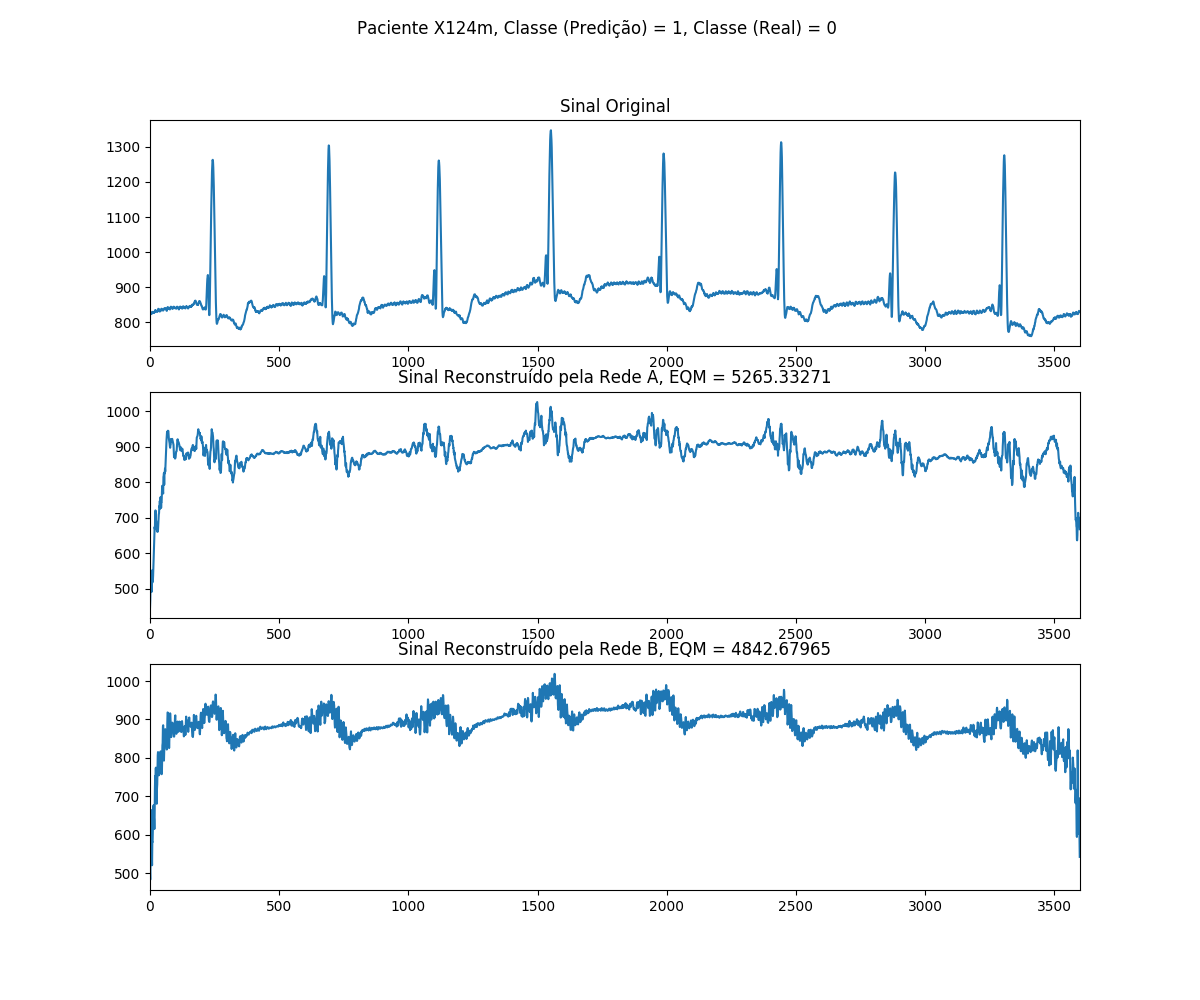 Paciente X124m, Classe (Predição) = 1, Classe (Real) = 0
Sinal Original
1300
1200
1100
1000
900
800
0 500 1000 1500 2000 2500 3000 3500
Sinal Reconstruído pela Rede A, EQM = 5265.33271
1000
900
800
700
600
500
0 500 1000 1500 2000 2500 3000 3500
Sinal Reconstruído pela Rede B, EQM = 4842.67965
1000
900
800
700
600
500
0 500 1000 1500 2000 2500 3000 3500